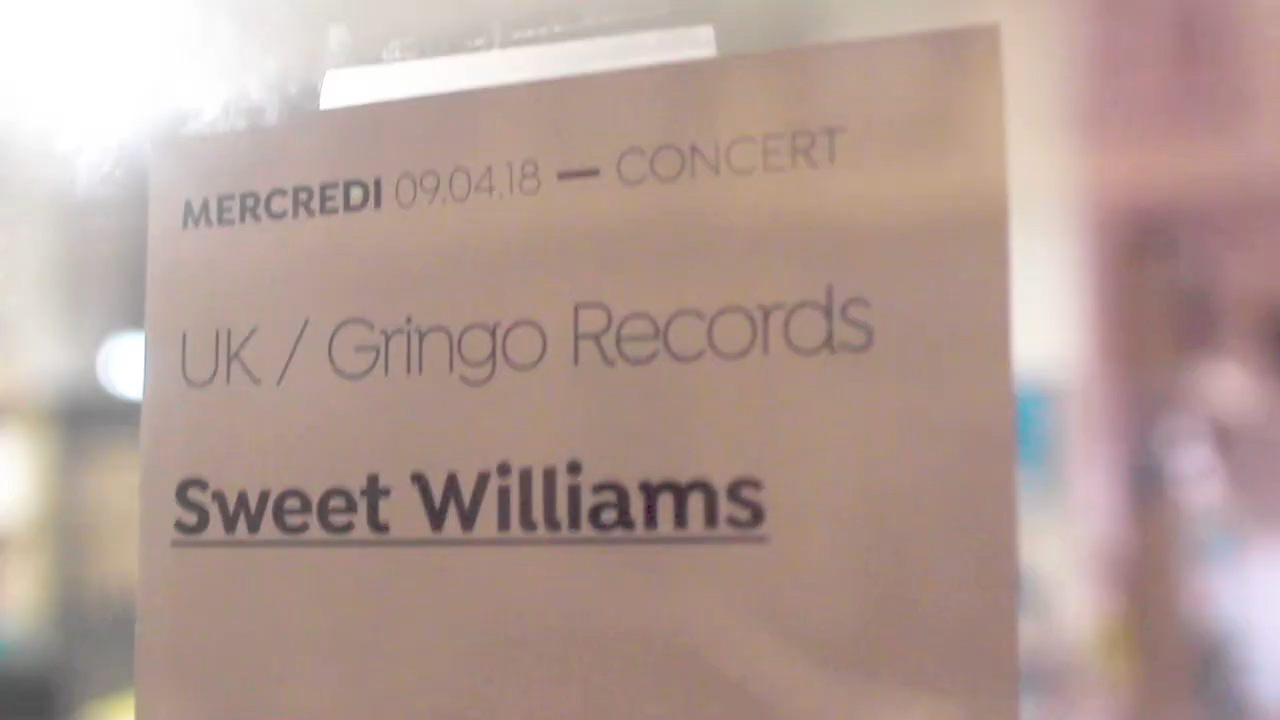 MERCREDI 09.04.18 — CONCERT
UK / Gringo Records
Sweet Williams